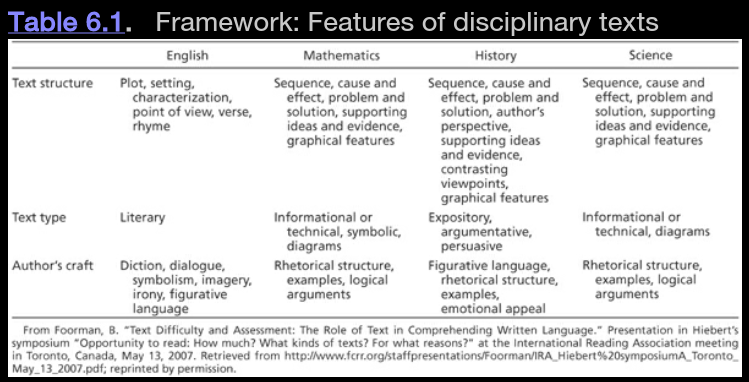 Table 6.1. Framework: Features of disciplinary texts
English Mathematics History Science
Text structure Plot, setting, Sequence, cause and Sequence, cause and Sequence, cause and
characterization, effect, problem and effect, problem and effect, problem and
point of view, verse, solution, supporting solution, author's solution, supporting
rhyme ideas and evidence, perspective, ideas and evidence,
graphical features supporting ideas graphical features
and evidence,
contrasting
viewpoints,
graphical features
Text type Literary Informational or Expository, Informational or
technical, symbolic, argumentative, technical, diagrams
diagrams persuasive
Author's craft Diction, dialogue, Rhetorical structure, Figurative language, Rhetorical structure,
symbolism, imagery, examples, logical rhetorical structure, examples, logical
irony, figurative arguments examples, arguments
language emotional appeal
From Foorman, B. "Text Difficulty and Assessment: The Role of Text in Comprehending Written Language." Presentation in Hiebert's
symposium "Opportunity to read: How much? What kinds of texts? For what reasons?" at the International Reading Association meeting
in Toronto, Canada, May 13, 2007. Retrieved from http://www.fcrr.org/staffpresentations/Foorman/IRA_Hiebert%20symposiumA_Toronto_
May_13_2007.pdf; reprinted by permission.